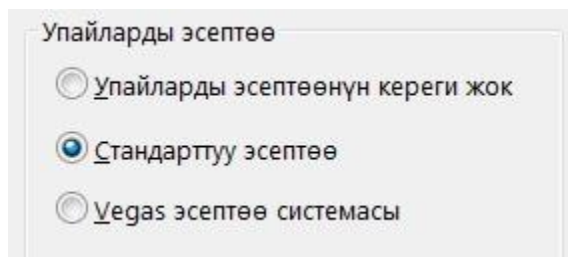 Упайларды эсептөө
Упайларды эсептөөнүн кереги жок
Стандарттуу эсептөө
Vegas эсептөө системасы